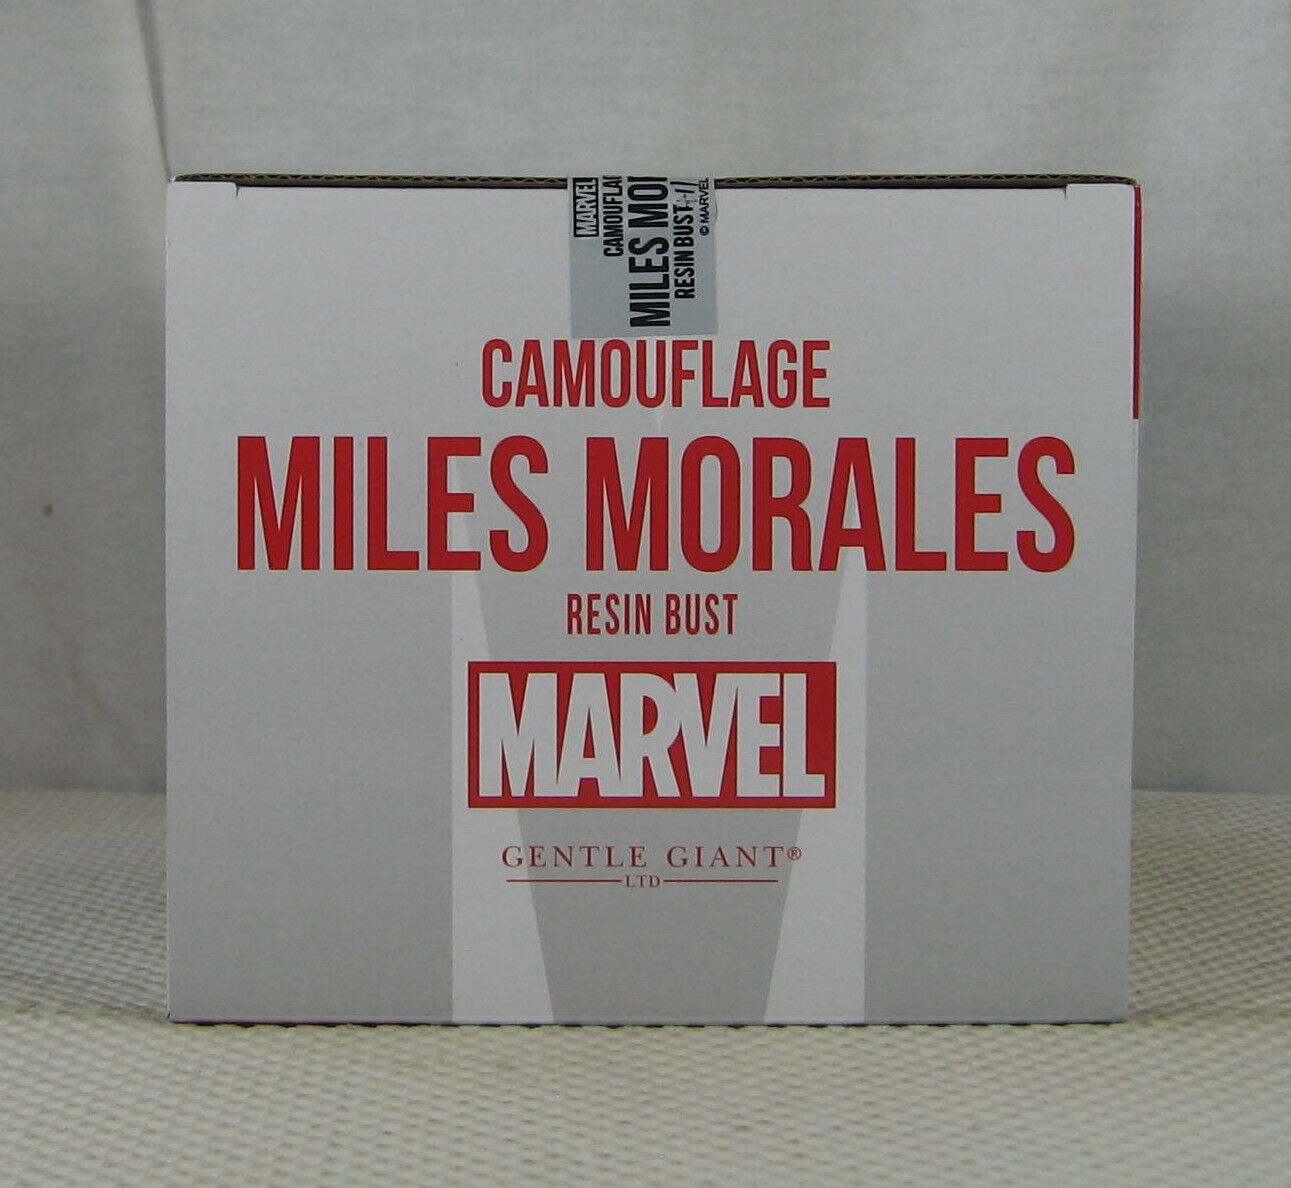 MARVEL
CAMOUFLA
MILES MO
RESIN BUST
© MARVEL
CAMOUFLAGE
MILES MORALES
RESIN BUST
MARVEL
GENTLE GIANT®
LTD